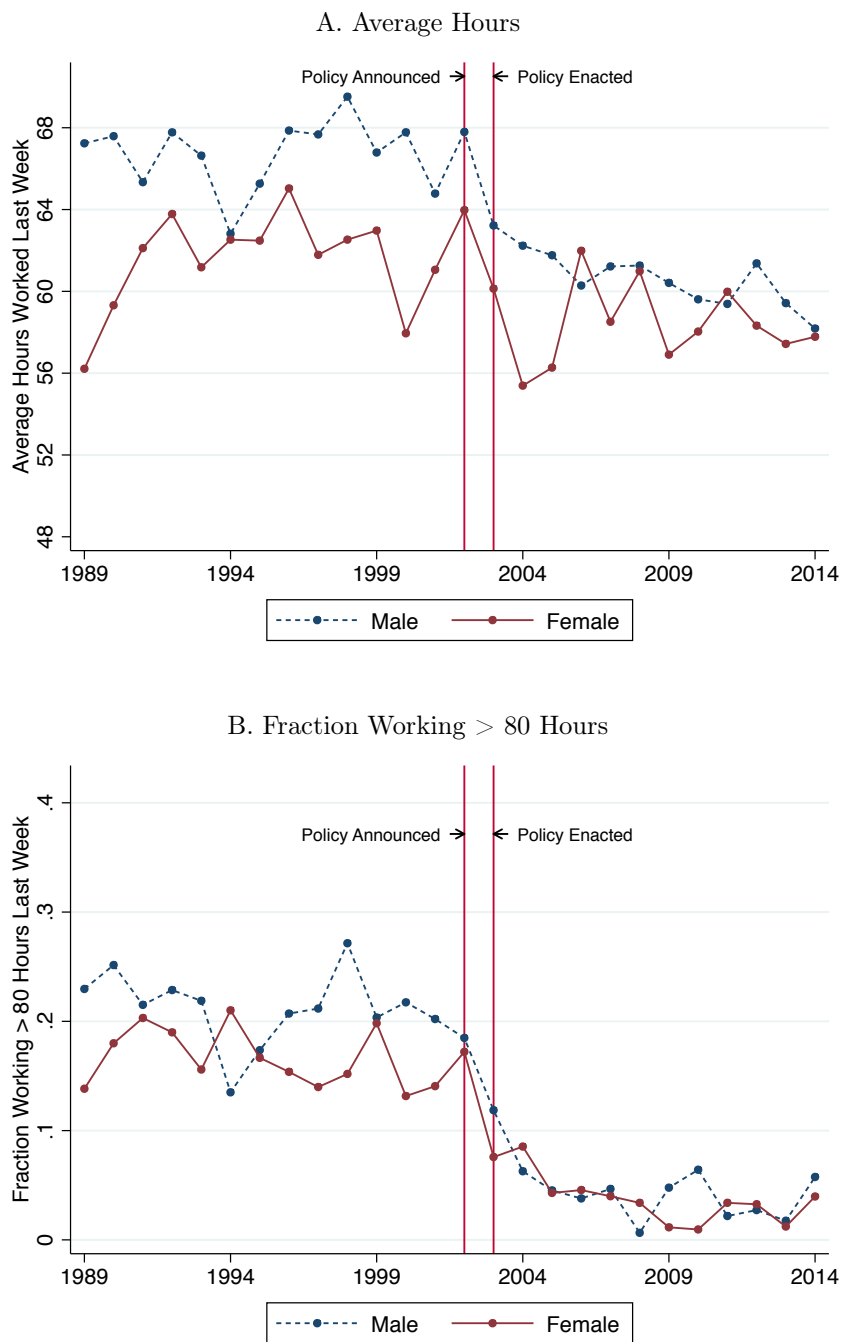 A. Average Hours
Policy Announced
Policy Enacted
Average Hours Worked Last Week
68
64
60
56
52
48
1989 1994 1999 2004 2009 2014
Male Female
B. Fraction Working > 80 Hours
Policy Announced
Policy Enacted
Fraction Working > 80 Hours Last Week
.4
.3
.2
.1
0
1989 1994 1999 2004 2009 2014
Male Female